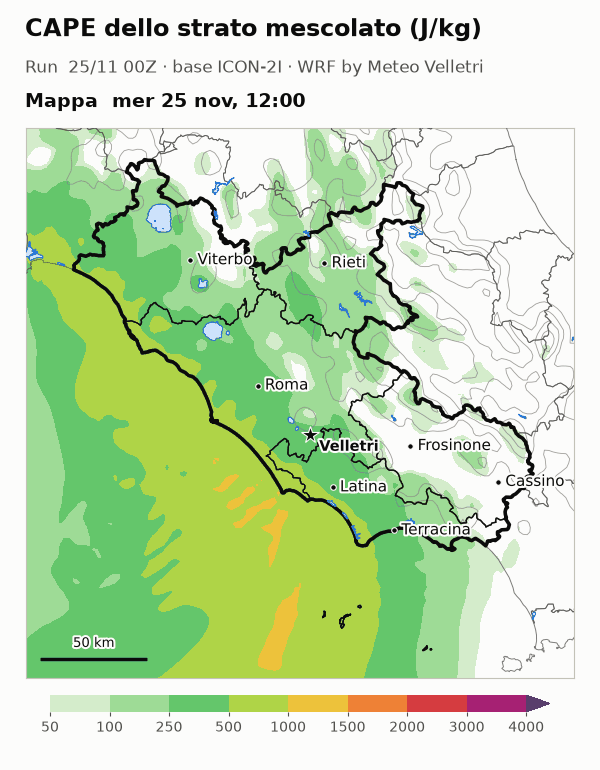 CAPE dello strato mescolato (J/kg)
Run  25/11 00Z · base ICON-2I · WRF by Meteo Velletri
Mappa  mer 25 nov, 12:00
Viterbo
Rieti
Roma
Velletri
Frosinone
Latina
Cassino
Terracina
50 km
50 100 250 500 1000 1500 2000 3000 4000